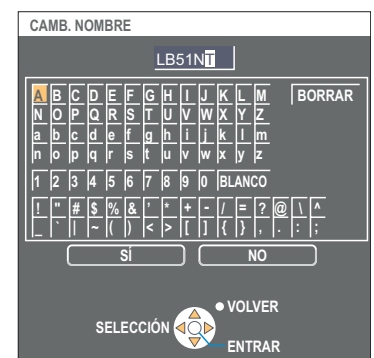 CAMB. NOMBRE
LB51NT
A B C D E F G H I J K L M BORRAR
N O P Q R S T U V W X Y Z
a b c d e f g h i j k l m
n o p q r s t u v w x y z
1 2 3 4 5 6 7 8 9 0 BLANCO
! " # $ % & ' * + - / = ? @ \ ^
_ ` | ~ ( ) < > [ ] { } , . : ;
SÍ NO
VOLVER
SELECCIÓN
ENTRAR